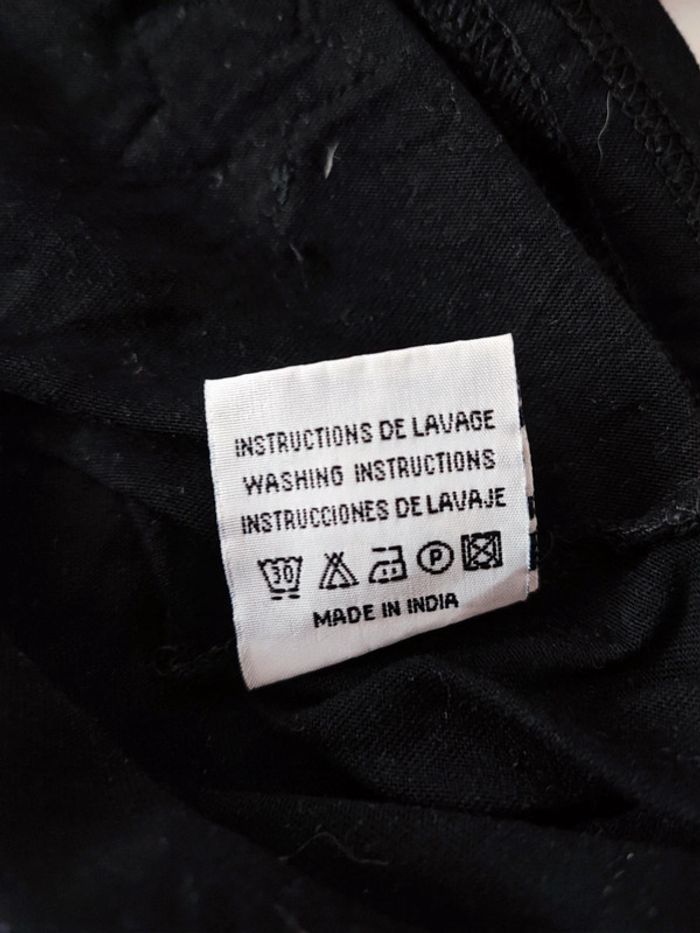 INSTRUCTIONS DE LAVAGE
WASHING INSTRUCTIONS
INSTRUCCIONES DE LAVAJE
30 P
MADE IN INDIA